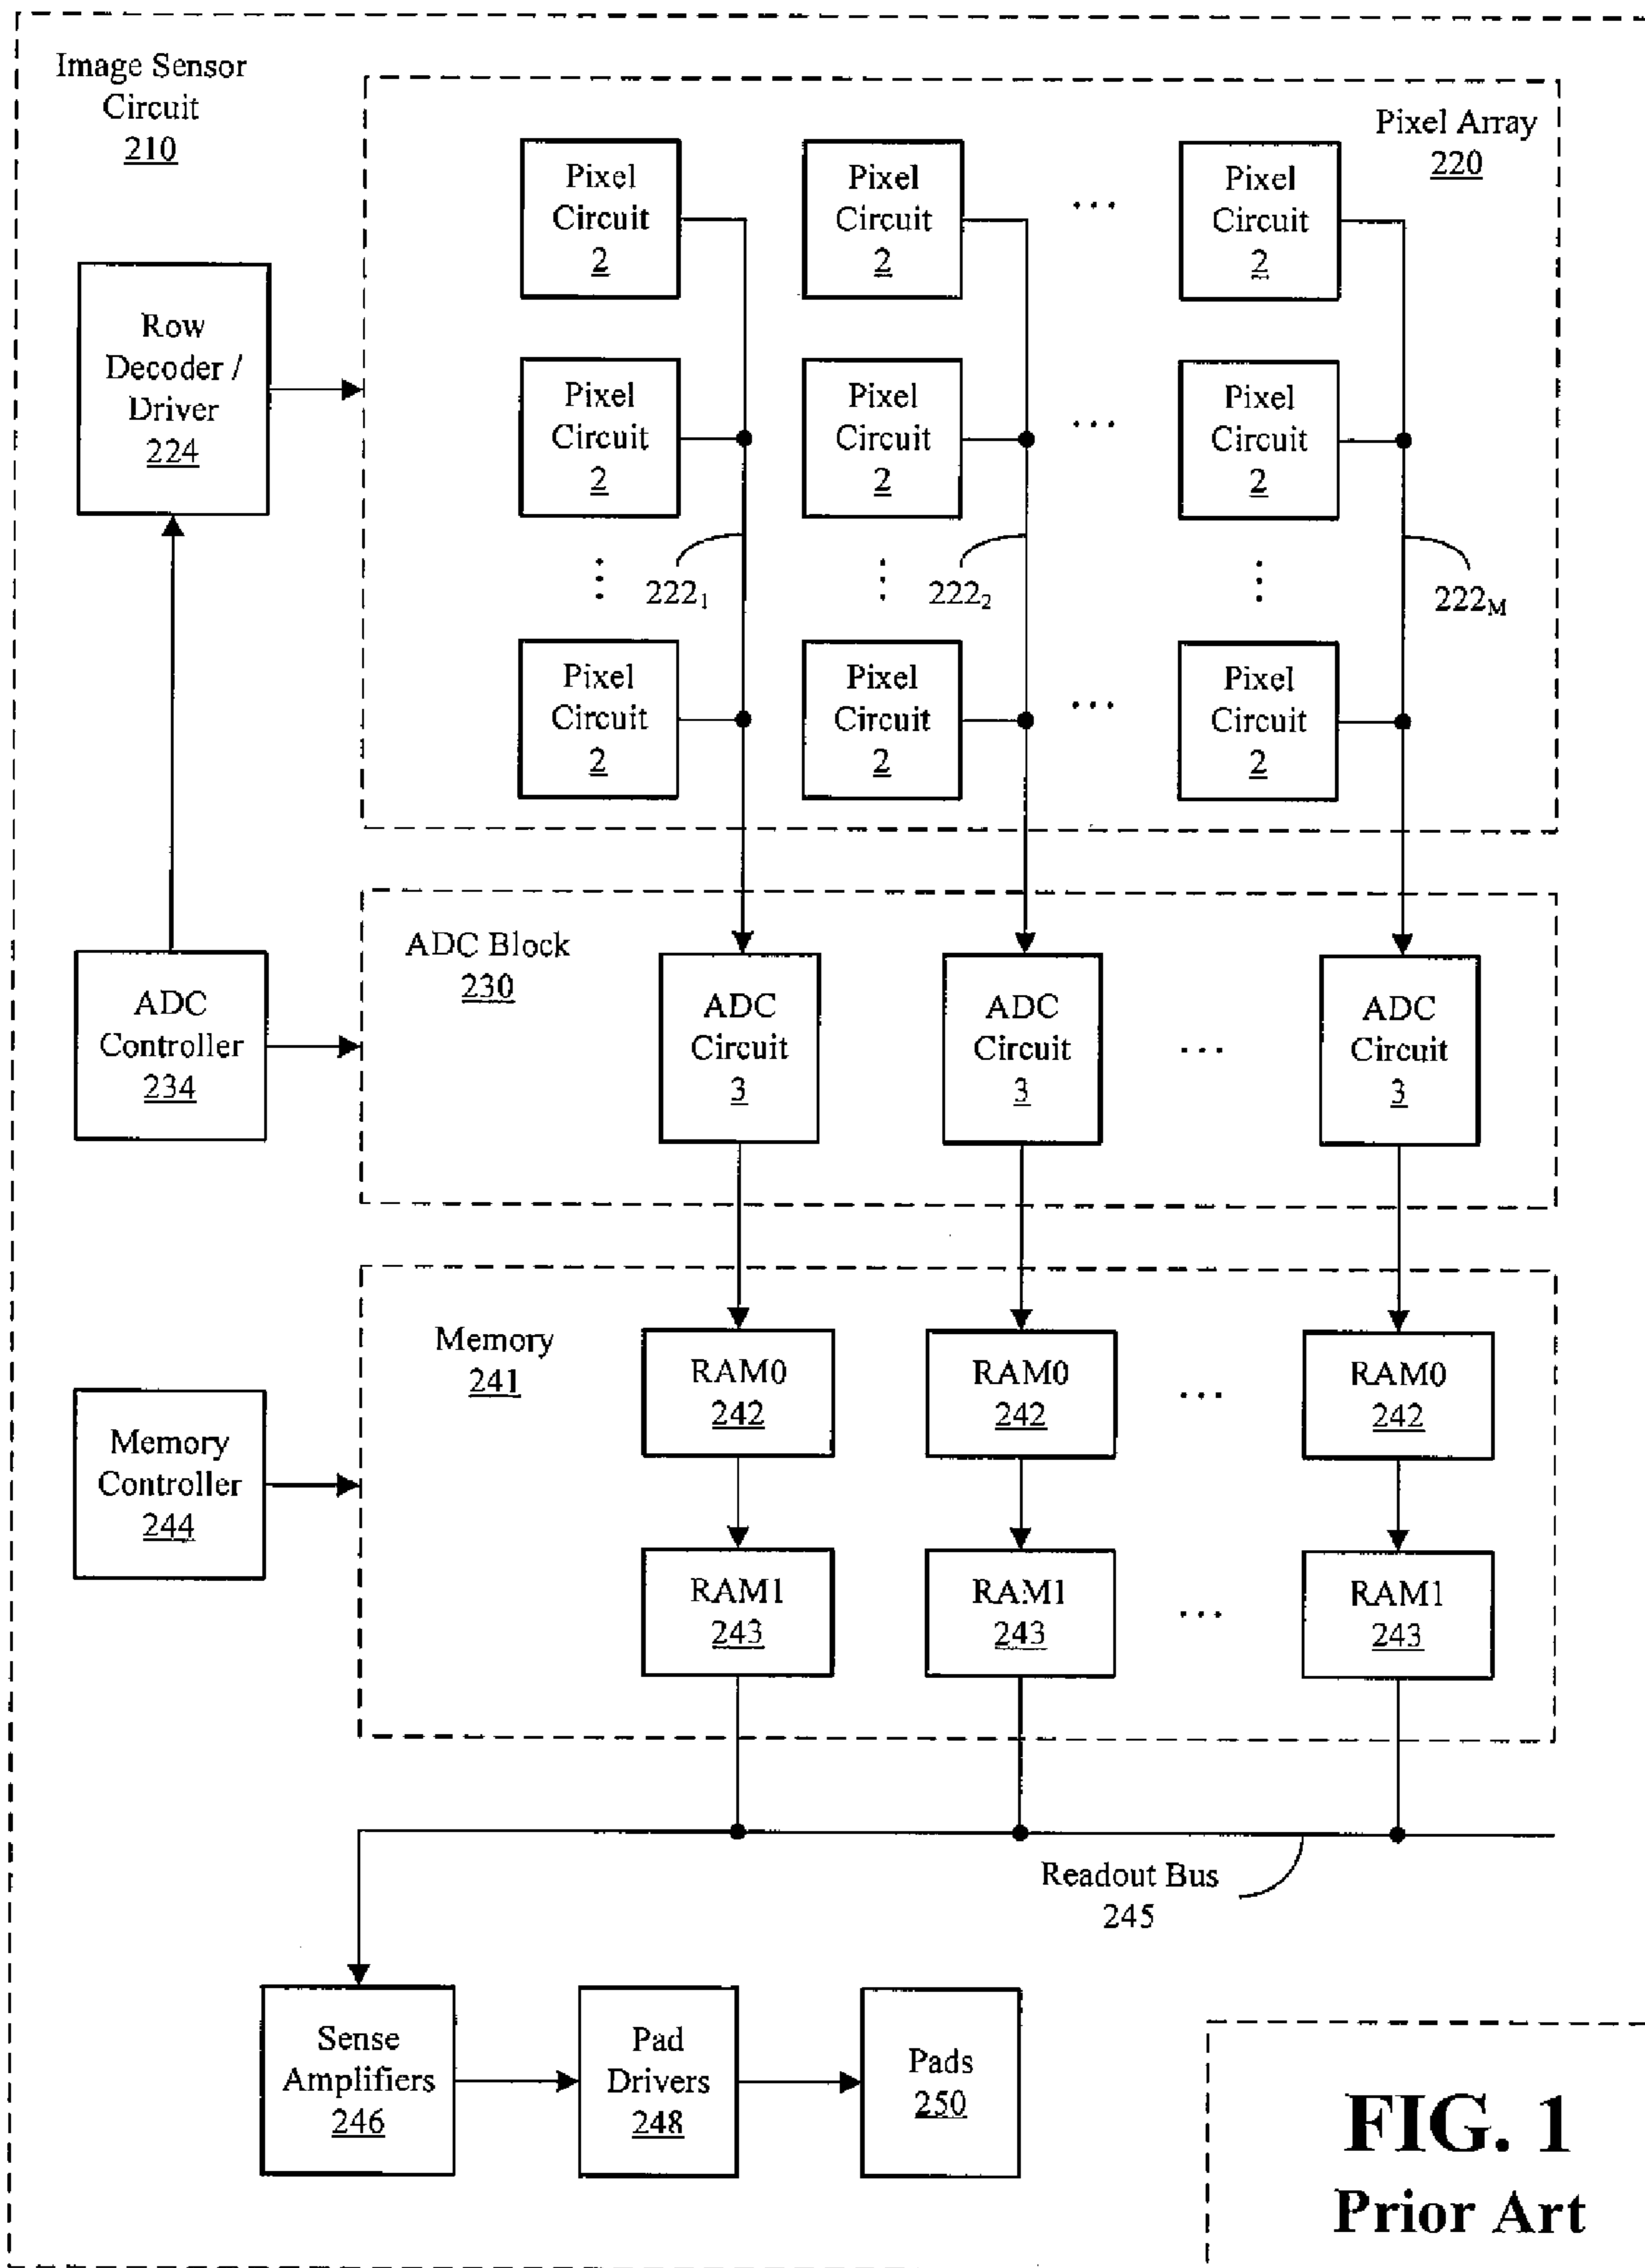 Image Sensor
Circuit
210
Pixel Array
220
Pixel
Circuit
2
Pixel
Circuit
2
...
Pixel
Circuit
2
Row
Decoder /
Driver
224
Pixel
Circuit
2
Pixel
Circuit
2
...
Pixel
Circuit
2
222₁
222₂
222M
Pixel
Circuit
2
Pixel
Circuit
2
...
Pixel
Circuit
2
ADC Block
230
ADC
Controller
234
ADC
Circuit
3
ADC
Circuit
3
...
ADC
Circuit
3
Memory
241
RAM0
242
RAM0
242
...
RAM0
242
Memory
Controller
244
RAM1
243
RAM1
243
...
RAM1
243
Readout Bus
245
Sense
Amplifiers
246
Pad
Drivers
248
Pads
250
FIG. 1
Prior Art